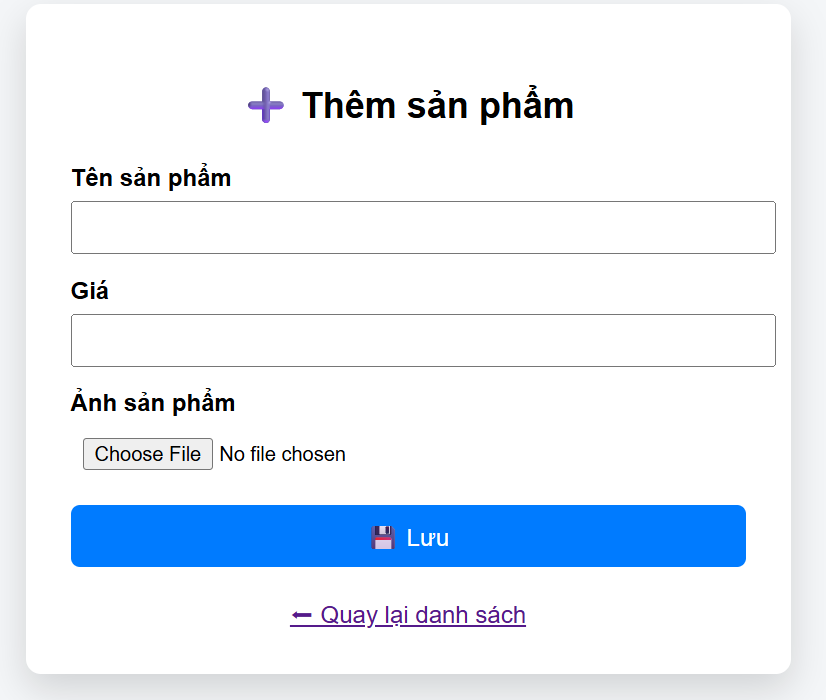 Thêm sản phẩm
Tên sản phẩm
Giá
Ảnh sản phẩm
Choose File No file chosen
Lưu
← Quay lại danh sách